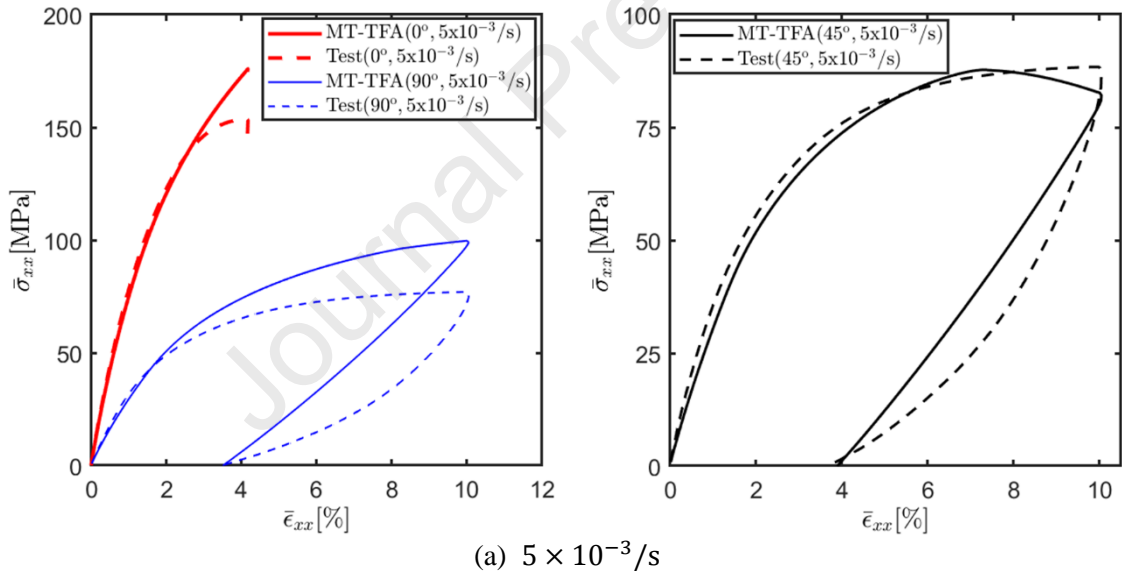 MT-TFA(0°, 5x10⁻³/s)
Test(0°, 5x10⁻³/s)
MT-TFA(90°, 5x10⁻³/s)
Test(90°, 5x10⁻³/s)
200
150
100
50
0
σ̄xx[MPa]
0 2 4 6 8 10 12
ε̄xx[%]
MT-TFA(45°, 5x10⁻³/s)
Test(45°, 5x10⁻³/s)
100
75
50
25
0
σ̄xx[MPa]
0 2 4 6 8 10
ε̄xx[%]
Journal Pre
(a) 5 × 10⁻³/s